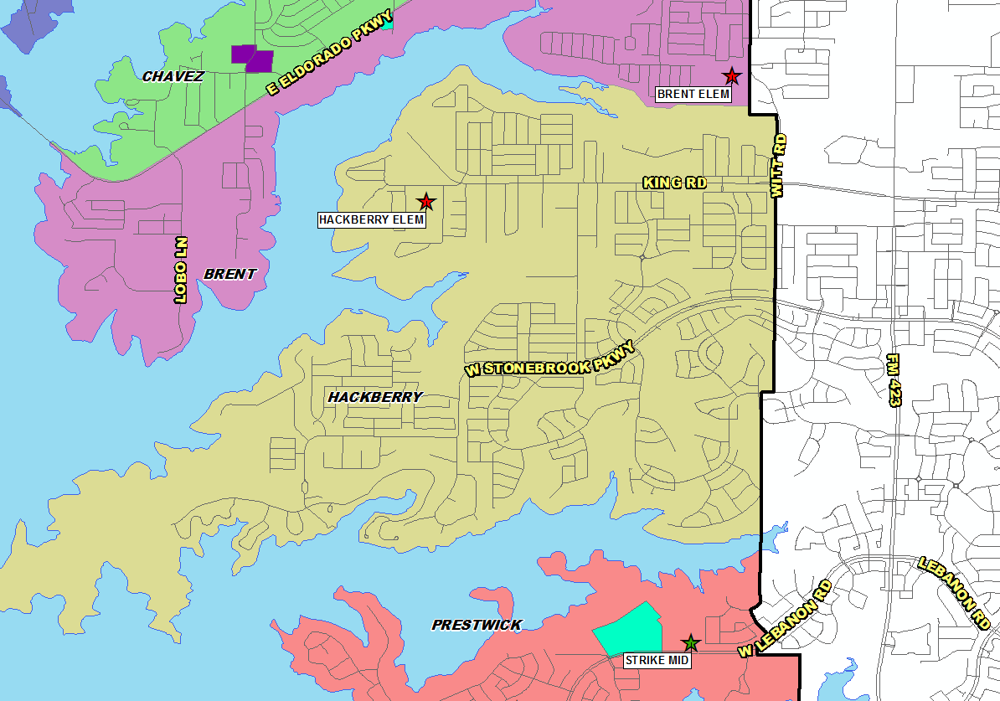 E ELDORADO PKWY
CHAVEZ
BRENT ELEM
WITT RD
KING RD
HACKBERRY ELEM
LOBO LN
BRENT
W STONEBROOK PKWY
FM 423
HACKBERRY
LEBANON RD
W LEBANON RD
PRESTWICK
STRIKE MID